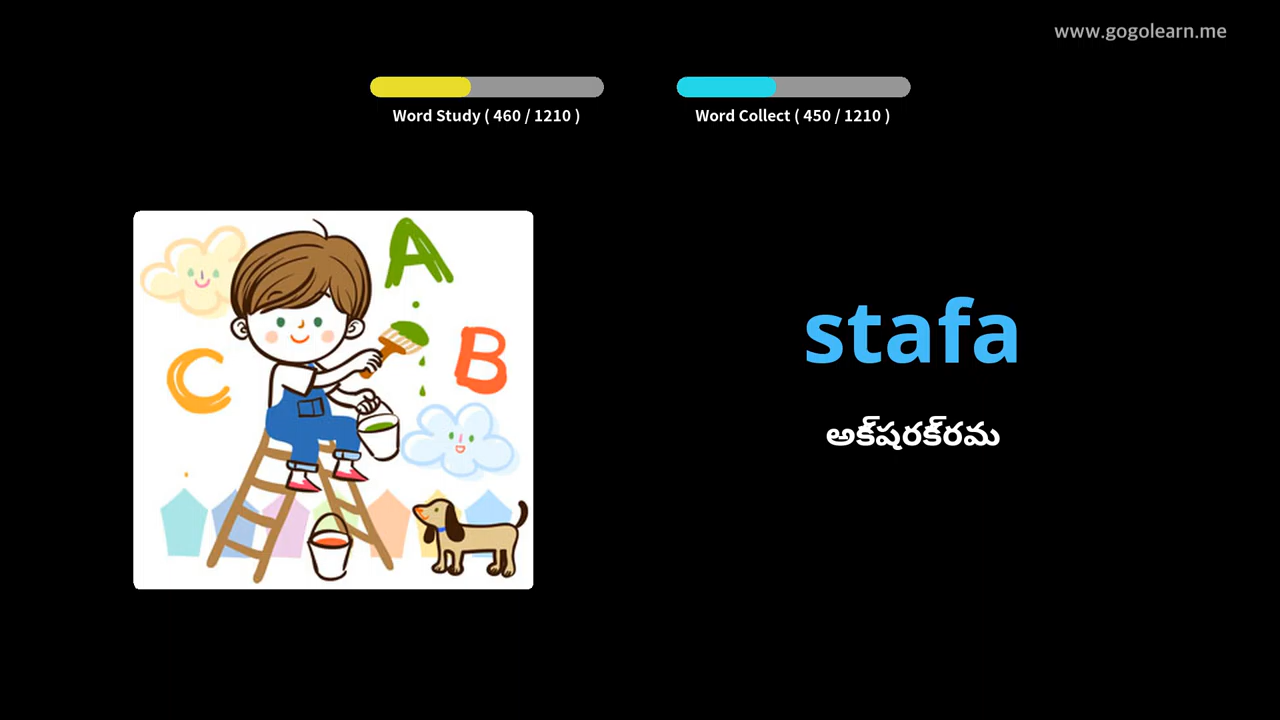 www.gogolearn.me
Word Study ( 460 / 1210 )
Word Collect ( 450 / 1210 )
A
B
C
stafa
అక్‌షరక్‌రమ